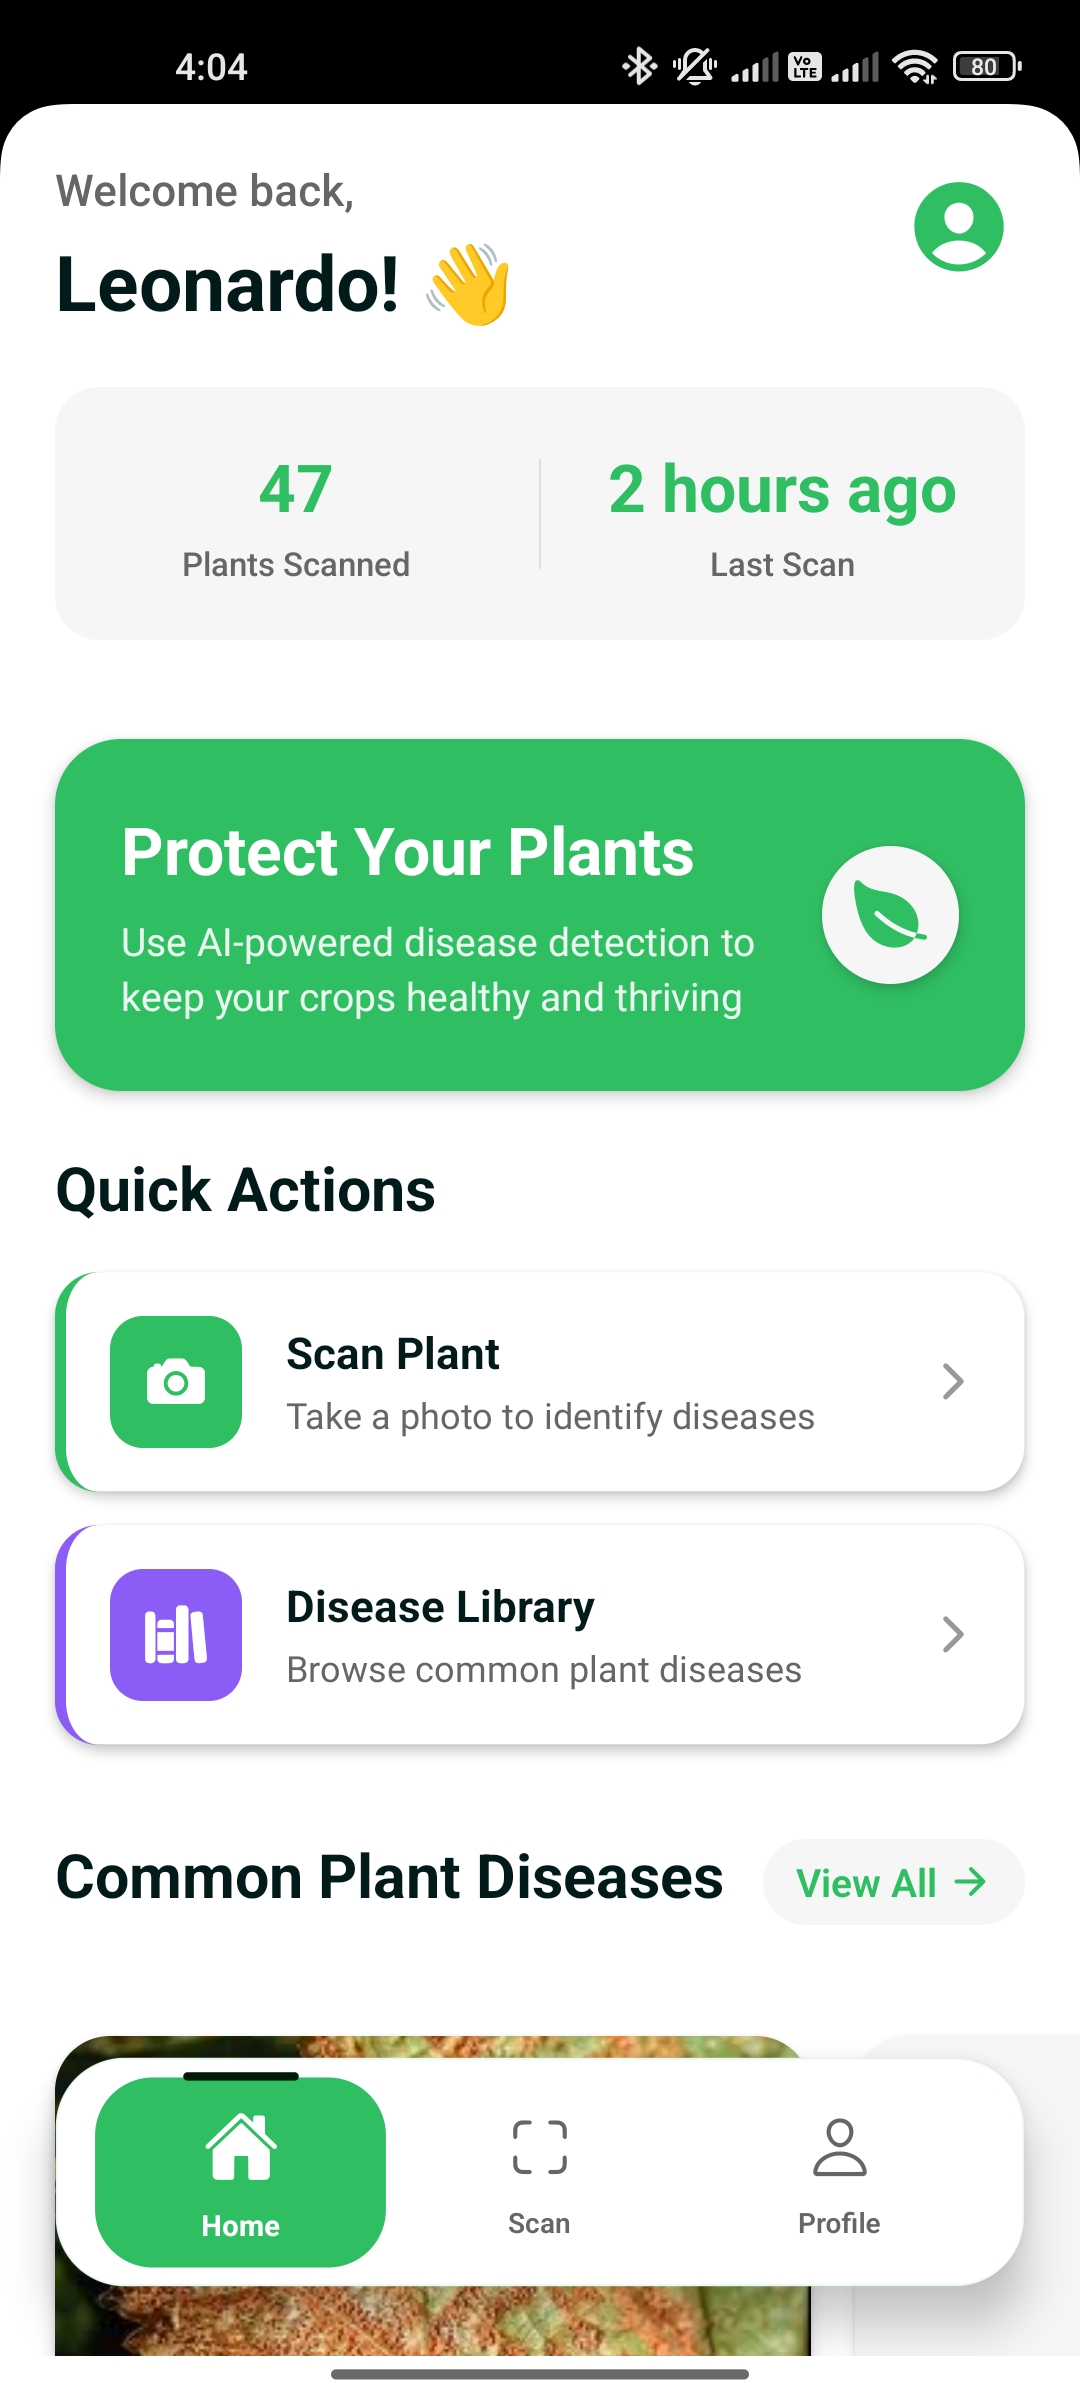 4:04
Vo
LTE
80
Welcome back,
Leonardo! 👋
47
Plants Scanned
2 hours ago
Last Scan
Protect Your Plants
Use AI-powered disease detection to
keep your crops healthy and thriving
Quick Actions
Scan Plant
Take a photo to identify diseases
Disease Library
Browse common plant diseases
Common Plant Diseases
View All →
Home
Scan
Profile